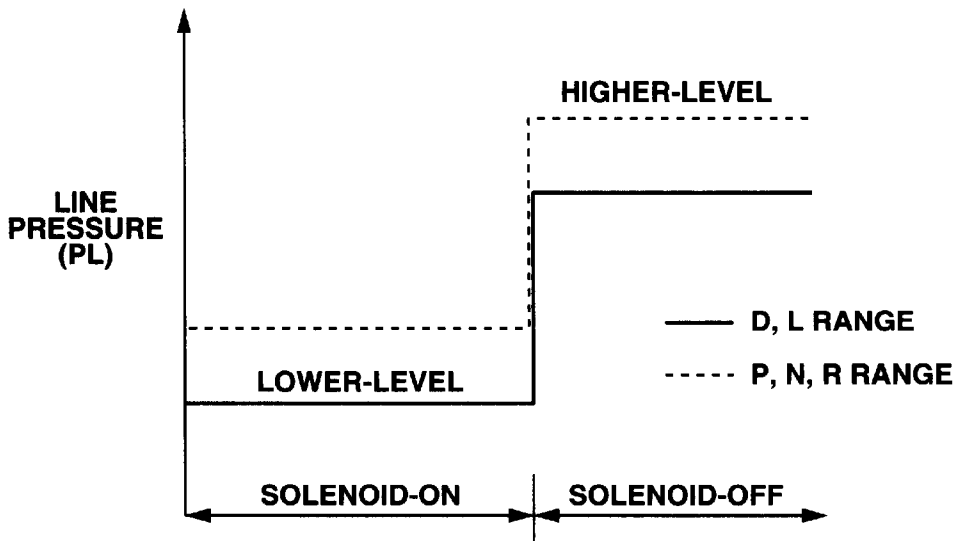 HIGHER-LEVEL
LINE
PRESSURE
(PL)
D, L RANGE
LOWER-LEVEL
P, N, R RANGE
SOLENOID-ON
SOLENOID-OFF